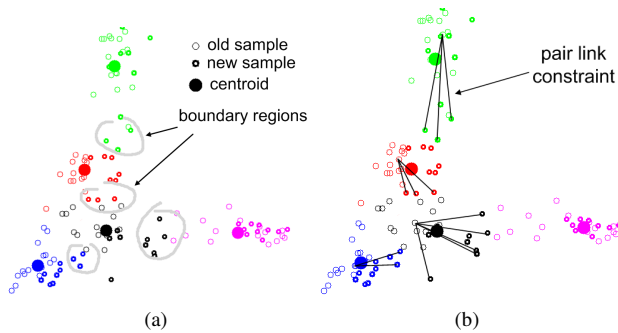 old sample
new sample
centroid
boundary regions
pair link
constraint
(a)
(b)